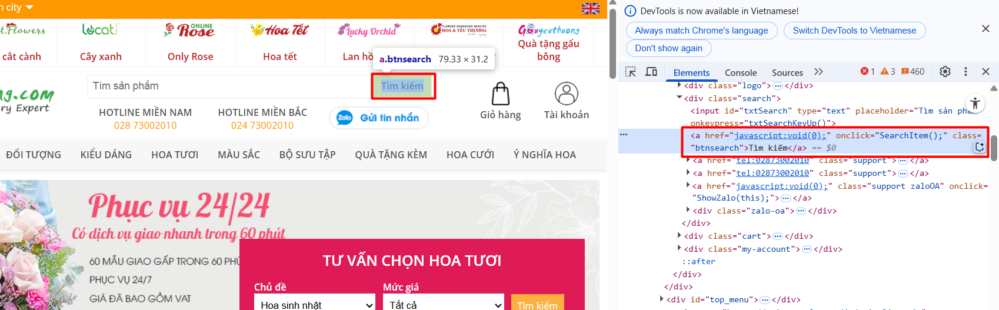 n city
t.Flowers
Locat
ONLINE
Rose
Hoa Tết
Lucky Orchid
FLOWERS SUBSCRIBE SERVICE
HOA & YÊU THƯƠNG
Gấuyeuthuong
cắt cành
Cây xanh
Only Rose
Hoa tết
Lan hồ
Quà tặng gấu
bông
a.btnsearch 79.33 × 31.2
Tìm sản phẩm
Tìm kiếm
ng.com
ry Expert
HOTLINE MIỀN NAM
028 73002010
HOTLINE MIỀN BẮC
024 73002010
Zalo
Gửi tin nhắn
Giỏ hàng
Tài khoản
ĐỐI TƯỢNG
KIỂU DÁNG
HOA TƯƠI
MÀU SẮC
BỘ SƯU TẬP
QUÀ TẶNG KÈM
HOA CƯỚI
Ý NGHĨA HOA
Phục vụ 24/24
Có dịch vụ giao nhanh trong 60 phút
60 MẪU GIAO GẤP TRONG 60 PHÚ
PHỤC VỤ 24/7
GIÁ ĐÃ BAO GỒM VAT
TƯ VẤN CHỌN HOA TƯƠI
Chủ đề
Mức giá
Hoa sinh nhật
Tất cả
Tìm kiếm
DevTools is now available in Vietnamese!
Always match Chrome's language
Switch DevTools to Vietnamese
Don't show again
Elements
Console
Sources
1
3
460
<div class="logo">⋯</div>
<div class="search">
<input id="txtSearch" type="text" placeholder="Tìm sản phẩm
onkeypress="txtSearchKeyUp()">
<a href="javascript:void(0);" onclick="SearchItem();" class=
"btnsearch">Tìm kiếm</a> == $0
<a href="tel:02873002010" class="support">⋯</a>
<a href="tel:02873002010" class="support">⋯</a>
<a href="javascript:void(0);" class="support zaloOA" onclick=
"ShowZalo(this);">⋯</a>
<div class="zalo-oa">⋯</div>
</div>
<div class="cart">⋯</div>
<div class="my-account">⋯</div>
::after
</div>
</div>
<div id="top_menu">⋯</div>